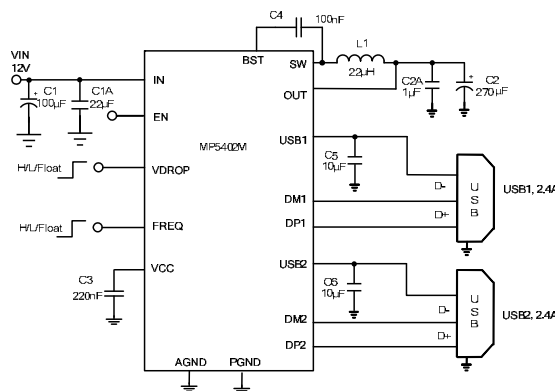 C4
100nF
VIN
12V
BST
L1
SW
22µH
IN
C1
100µF
C1A
22µF
OUT
C2A
1µF
C2
270µF
EN
MP5402M
USB1
C5
10µF
H/L/Float
VDROP
D-
U
S
B
USB1, 2.4A
DM1
D+
DP1
H/L/Float
FREQ
VCC
C3
220nF
USB2
C6
10µF
D-
U
S
B
USB2, 2.4A
DM2
D+
DP2
AGND
PGND